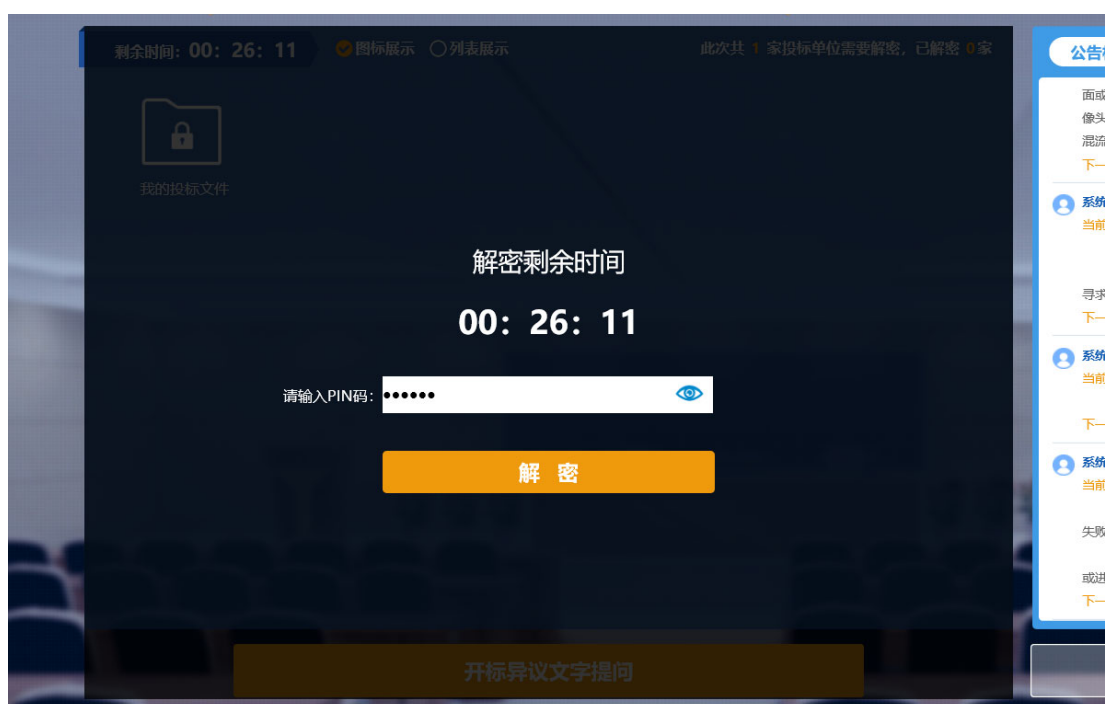 剩余时间：00：26：11
图标展示 列表展示
此次共 1 家投标单位需要解密，已解密 0家
我的投标文件
解密剩余时间
00：26：11
请输入PIN码：
解 密
开标异议文字提问
公告
面或
像头
混流
下一
系统
当前
寻求
下一
系统
当前
下一
系统
当前
失败
或进
下一